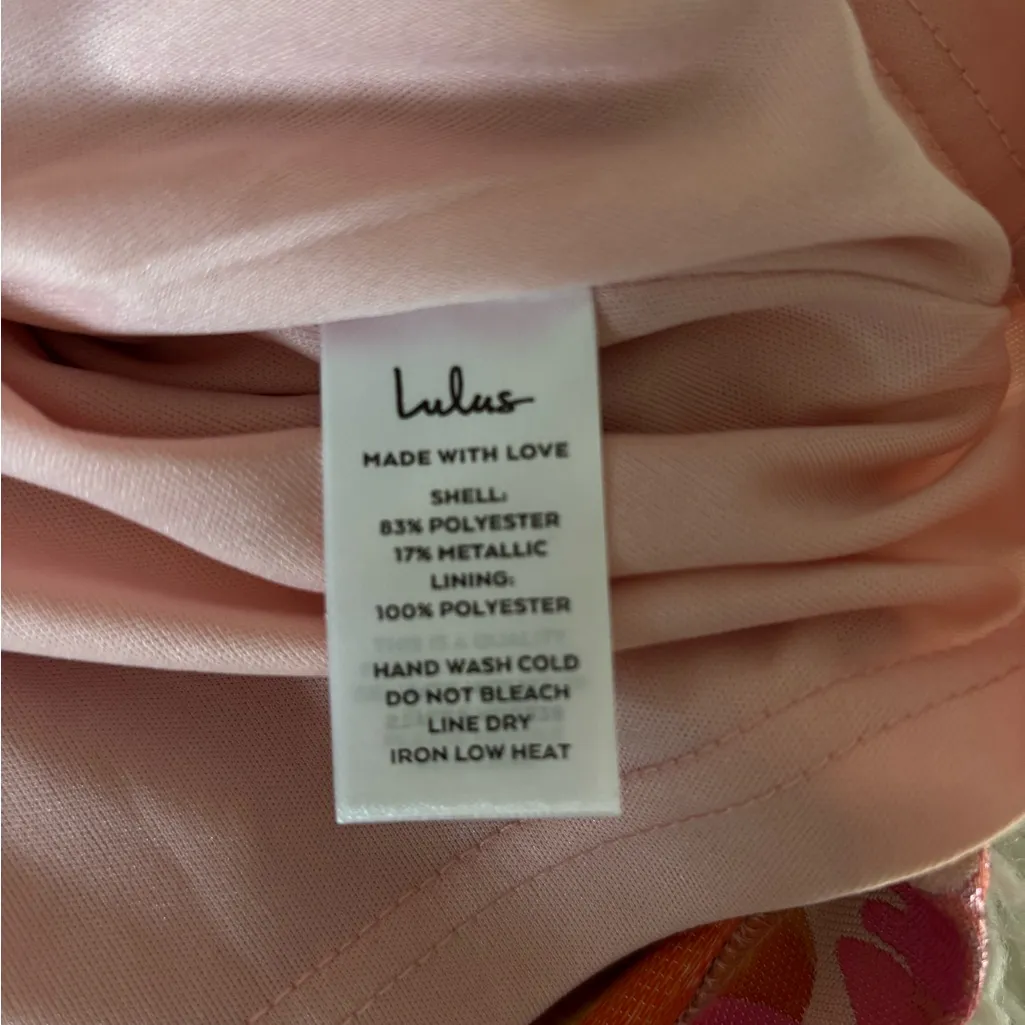 Lulus
MADE WITH LOVE
SHELL:
83% POLYESTER
17% METALLIC
LINING:
100% POLYESTER
HAND WASH COLD
DO NOT BLEACH
LINE DRY
IRON LOW HEAT